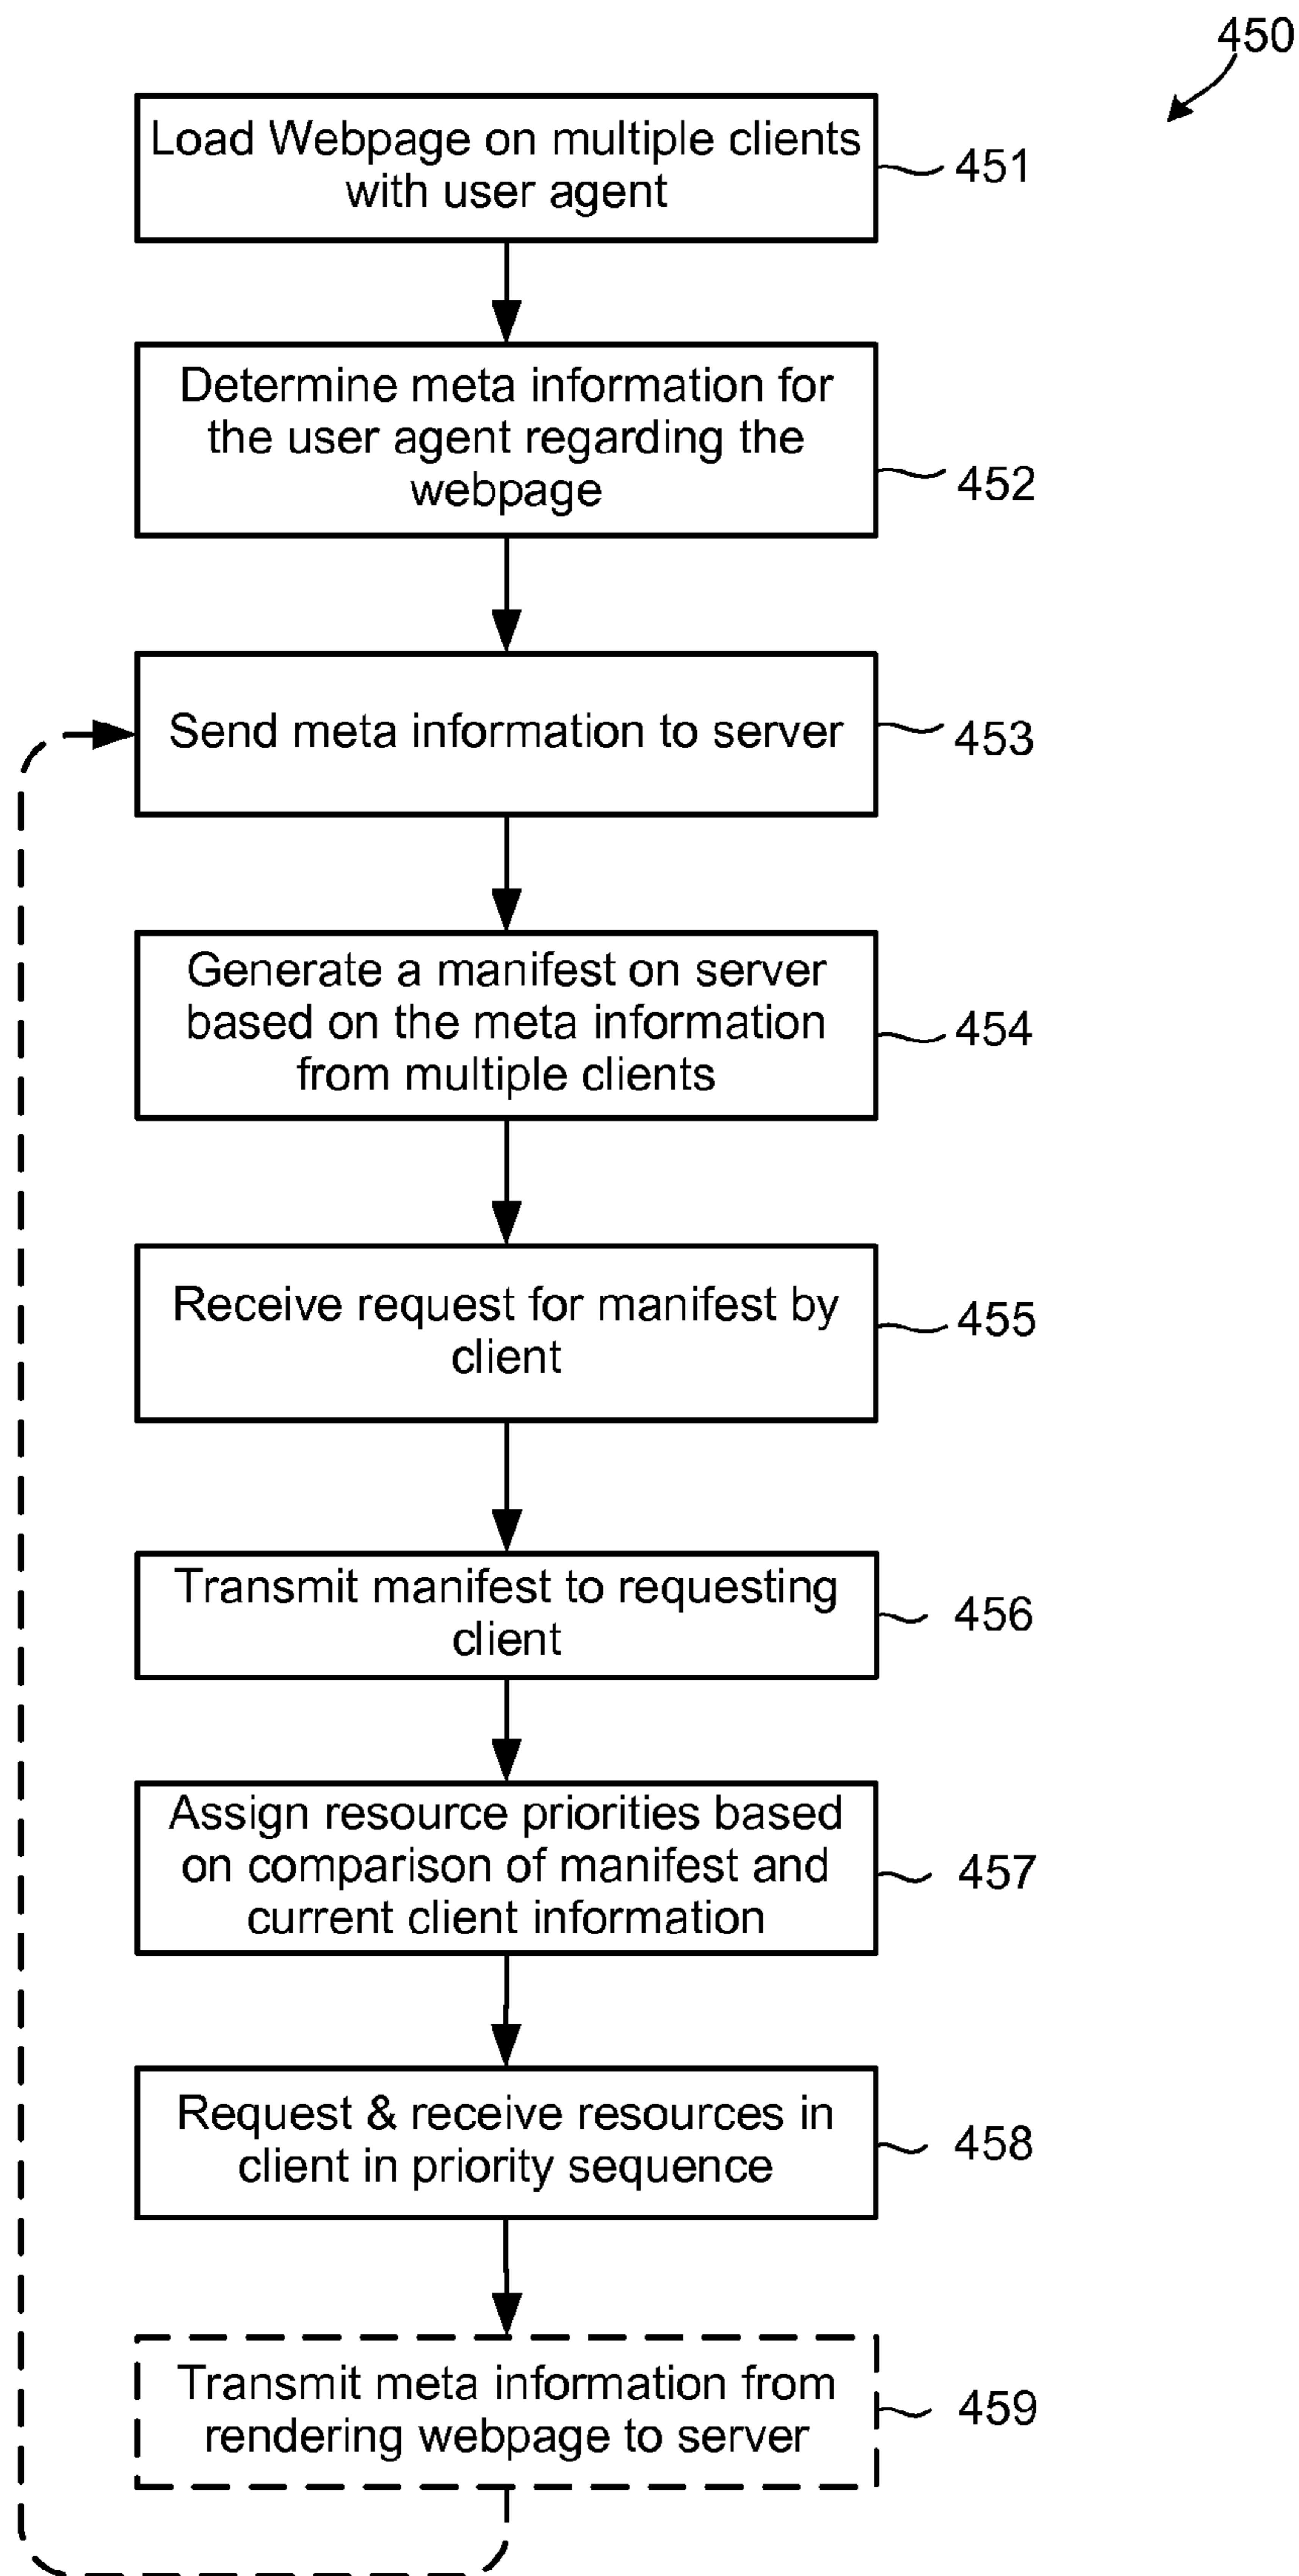 450
Load Webpage on multiple clients
with user agent
451
Determine meta information for
the user agent regarding the
webpage
452
Send meta information to server
453
Generate a manifest on server
based on the meta information
from multiple clients
454
Receive request for manifest by
client
455
Transmit manifest to requesting
client
456
Assign resource priorities based
on comparison of manifest and
current client information
457
Request & receive resources in
client in priority sequence
458
Transmit meta information from
rendering webpage to server
459